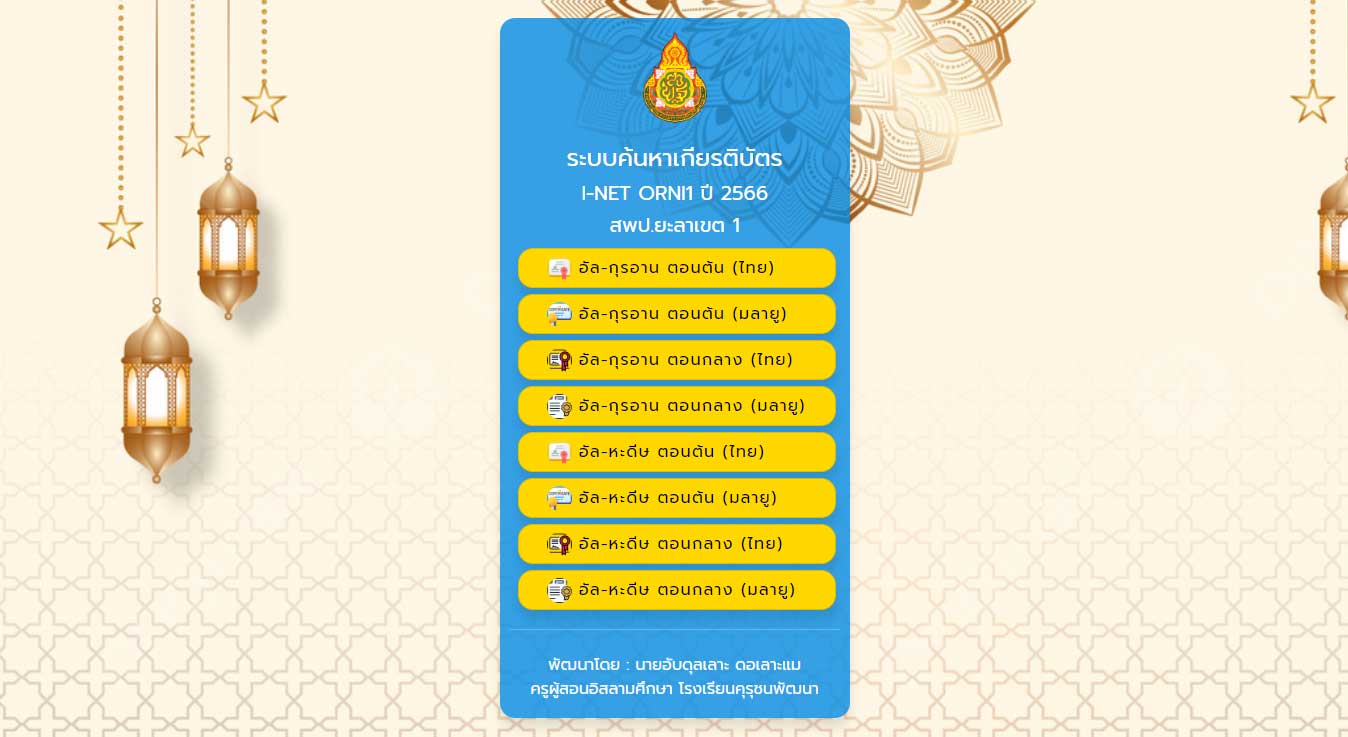 ระบบค้นหาเกียรติบัตร
I-NET ORNI1 ปี 2566
สพป.ยะลาเขต 1
อัล-กุรอาน ตอนต้น (ไทย)
อัล-กุรอาน ตอนต้น (มลายู)
อัล-กุรอาน ตอนกลาง (ไทย)
อัล-กุรอาน ตอนกลาง (มลายู)
อัล-หะดีษ ตอนต้น (ไทย)
อัล-หะดีษ ตอนต้น (มลายู)
อัล-หะดีษ ตอนกลาง (ไทย)
อัล-หะดีษ ตอนกลาง (มลายู)
พัฒนาโดย : นายอับดุลเลาะ ดอเลาะแม
ครูผู้สอนอิสลามศึกษา โรงเรียนคุรุชนพัฒนา